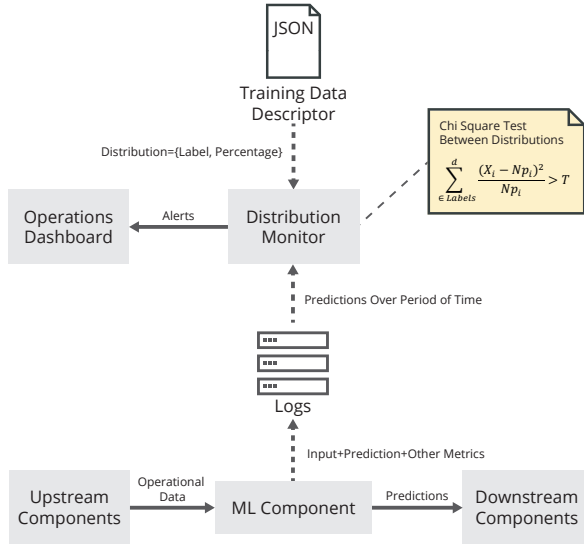 JSON
Training Data
Descriptor
Distribution={Label, Percentage}
Chi Square Test
Between Distributions
d
∑ (X_i − Np_i)² / Np_i > T
∈ Labels
Operations
Dashboard
Alerts
Distribution
Monitor
Predictions Over Period of Time
Logs
Input+Prediction+Other Metrics
Upstream
Components
Operational
Data
ML Component
Predictions
Downstream
Components